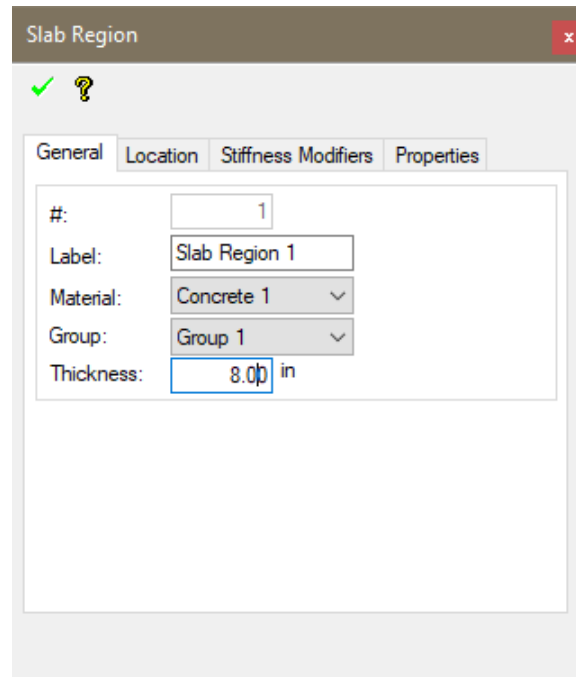 Slab Region
x
General Location Stiffness Modifiers Properties
#: 1
Label: Slab Region 1
Material: Concrete 1
Group: Group 1
Thickness: 8.00 in